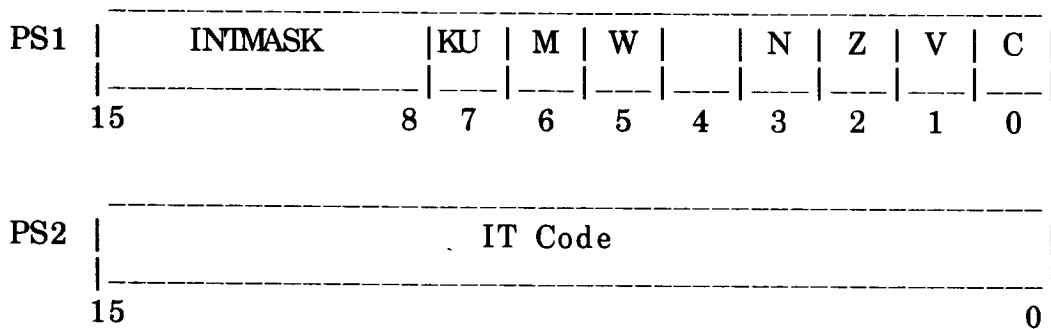 PS1 INTMASK KU M W N Z V C
15 8 7 6 5 4 3 2 1 0
PS2 IT Code
15 0